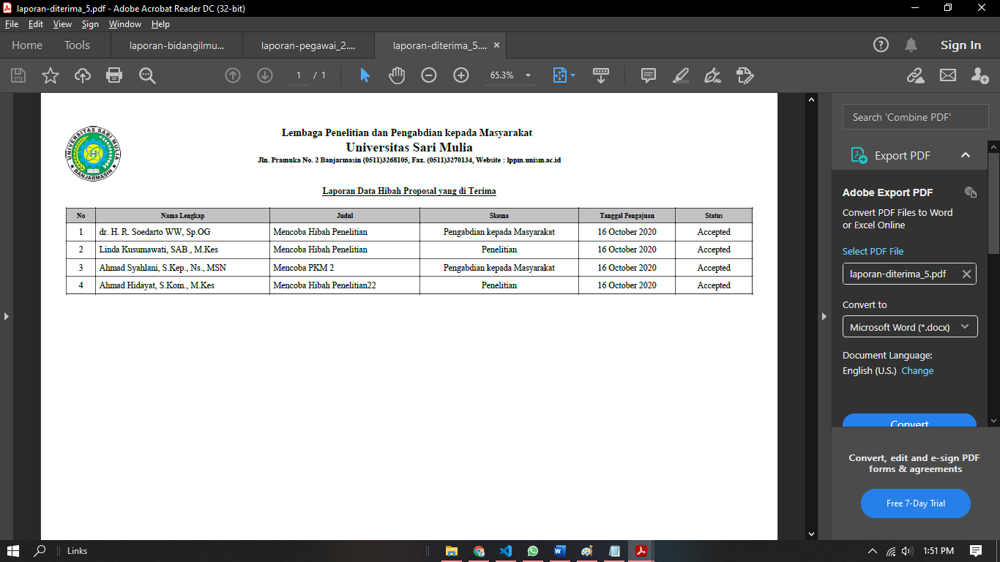 laporan-diterima_5.pdf - Adobe Acrobat Reader DC (32-bit)
File Edit View Sign Window Help
Home Tools laporan-bidangilmu... laporan-pegawai_2.... laporan-diterima_5.... × Sign In
1 / 1 65.3%
Search 'Combine PDF'
Export PDF
Adobe Export PDF
Convert PDF Files to Word
or Excel Online
Select PDF File
laporan-diterima_5.pdf
Convert to
Microsoft Word (*.docx)
Document Language:
English (U.S.) Change
Convert
Convert, edit and e-sign PDF
forms & agreements
Free 7-Day Trial
UNIVERSITAS SARI MULIA
BANJARMASIN
Lembaga Penelitian dan Pengabdian kepada Masyarakat
Universitas Sari Mulia
Jln. Pramuka No. 2 Banjarmasin (0511)3268105, Fax. (0511)3270134, Website : lppm.unism.ac.id
Laporan Data Hibah Proposal yang di Terima
No Nama Lengkap Judul Skema Tanggal Pengajuan Status
1 dr. H. R. Soedarto WW, Sp.OG Mencoba Hibah Penelitian Pengabdian kepada Masyarakat 16 October 2020 Accepted
2 Linda Kusumawati, SAB., M.Kes Mencoba Hibah Penelitian Penelitian 16 October 2020 Accepted
3 Ahmad Syahlani, S.Kep., Ns., MSN Mencoba PKM 2 Pengabdian kepada Masyarakat 16 October 2020 Accepted
4 Ahmad Hidayat, S.Kom., M.Kes Mencoba Hibah Penelitian22 Penelitian 16 October 2020 Accepted
Links 1:51 PM